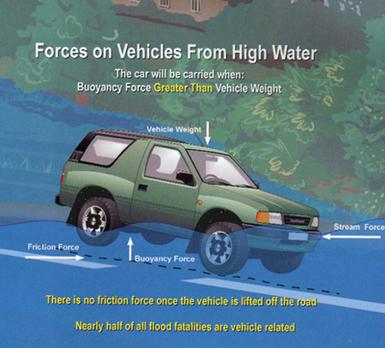 Forces on Vehicles From High Water
The car will be carried when:
Buoyancy Force Greater Than Vehicle Weight
Vehicle Weight
Stream Force
Friction Force
Buoyancy Force
There is no friction force once the vehicle is lifted off the road
Nearly half of all flood fatalities are vehicle related